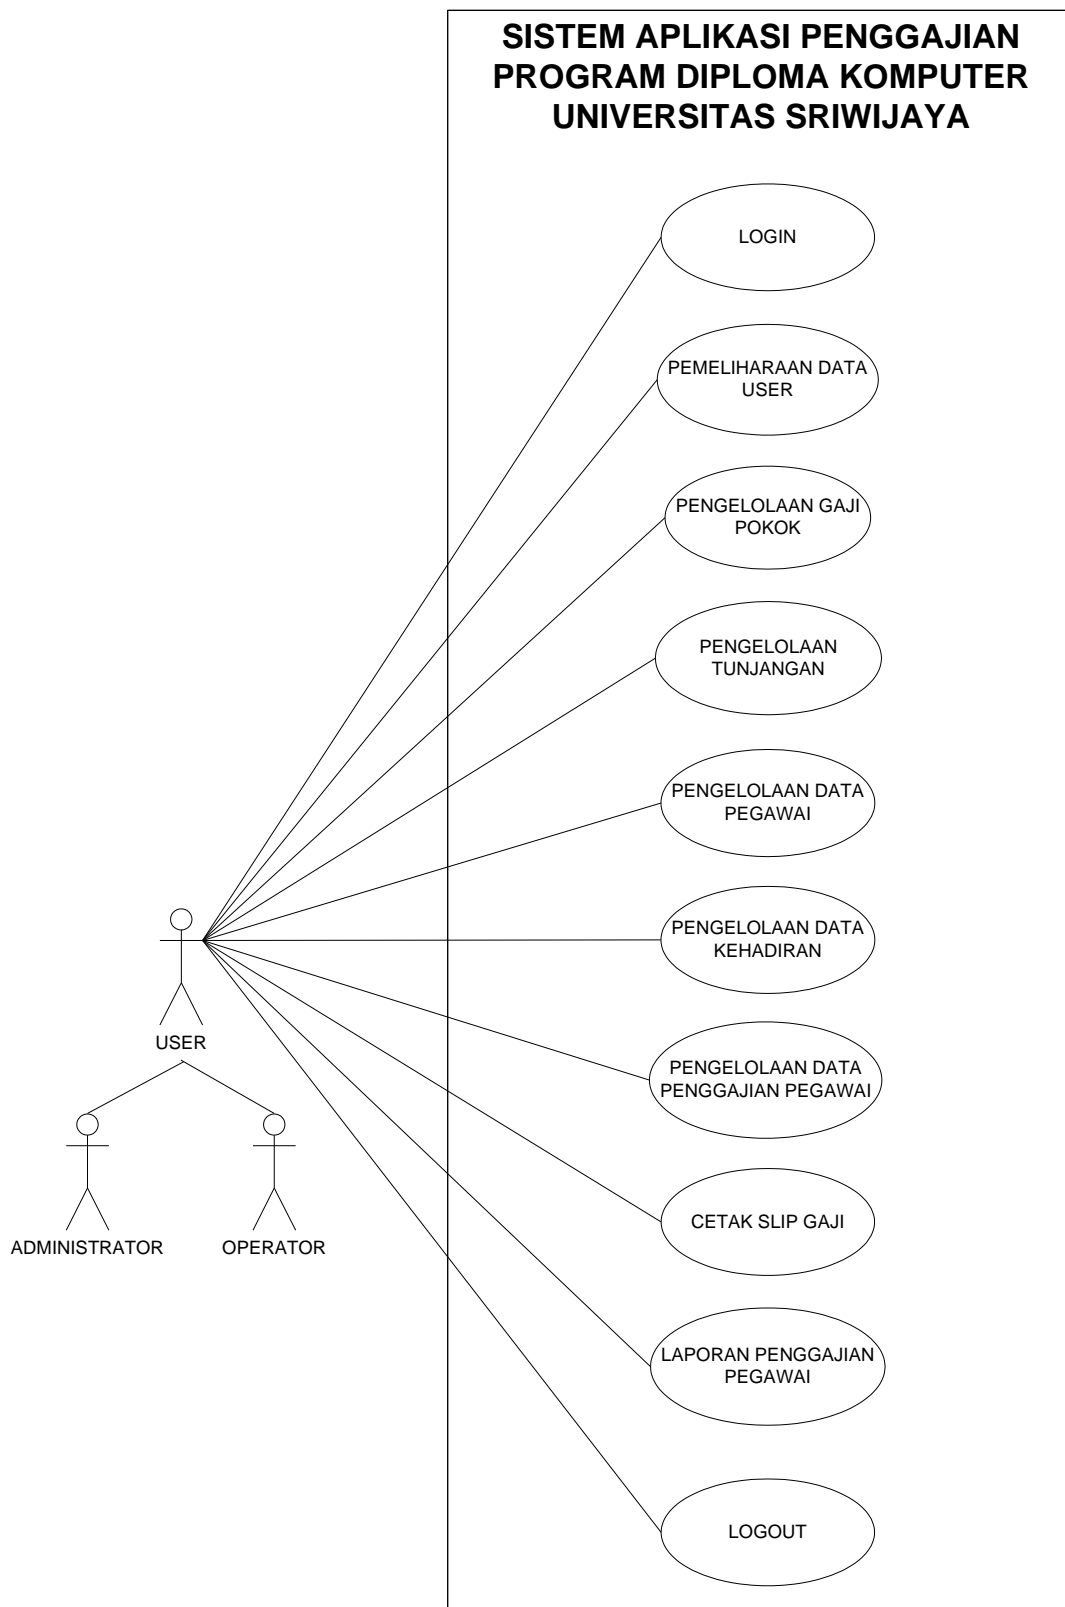 SISTEM APLIKASI PENGGAJIAN
PROGRAM DIPLOMA KOMPUTER
UNIVERSITAS SRIWIJAYA
LOGIN
PEMELIHARAAN DATA
USER
PENGELOLAAN GAJI
POKOK
PENGELOLAAN
TUNJANGAN
PENGELOLAAN DATA
PEGAWAI
PENGELOLAAN DATA
KEHADIRAN
USER
PENGELOLAAN DATA
PENGGAJIAN PEGAWAI
CETAK SLIP GAJI
ADMINISTRATOR
OPERATOR
LAPORAN PENGGAJIAN
PEGAWAI
LOGOUT